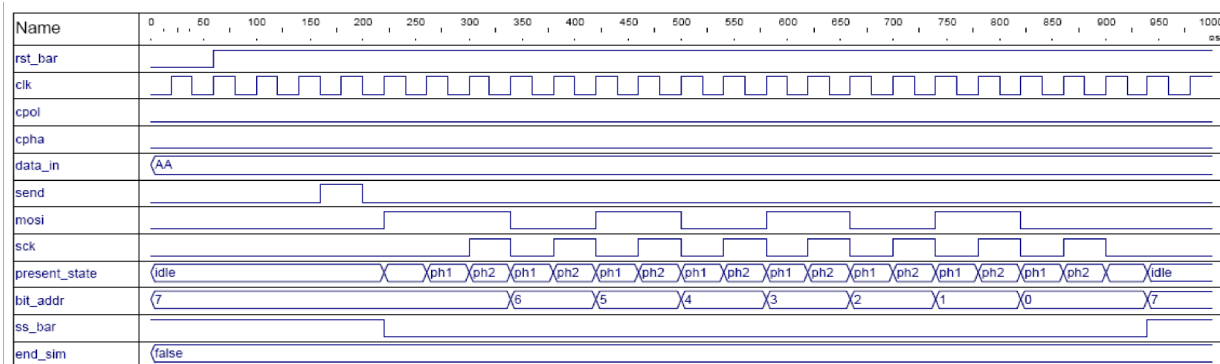 Name 0 50 100 150 200 250 300 350 400 450 500 550 600 650 700 750 800 850 900 950 1000
ps
rst_bar
clk
cpol
cpha
data_in AA
send
mosi
sck
present_state idle ph1 ph2 ph1 ph2 ph1 ph2 ph1 ph2 ph1 ph2 ph1 ph2 ph1 ph2 ph1 ph2 idle
bit_addr 7 6 5 4 3 2 1 0 7
ss_bar
end_sim false